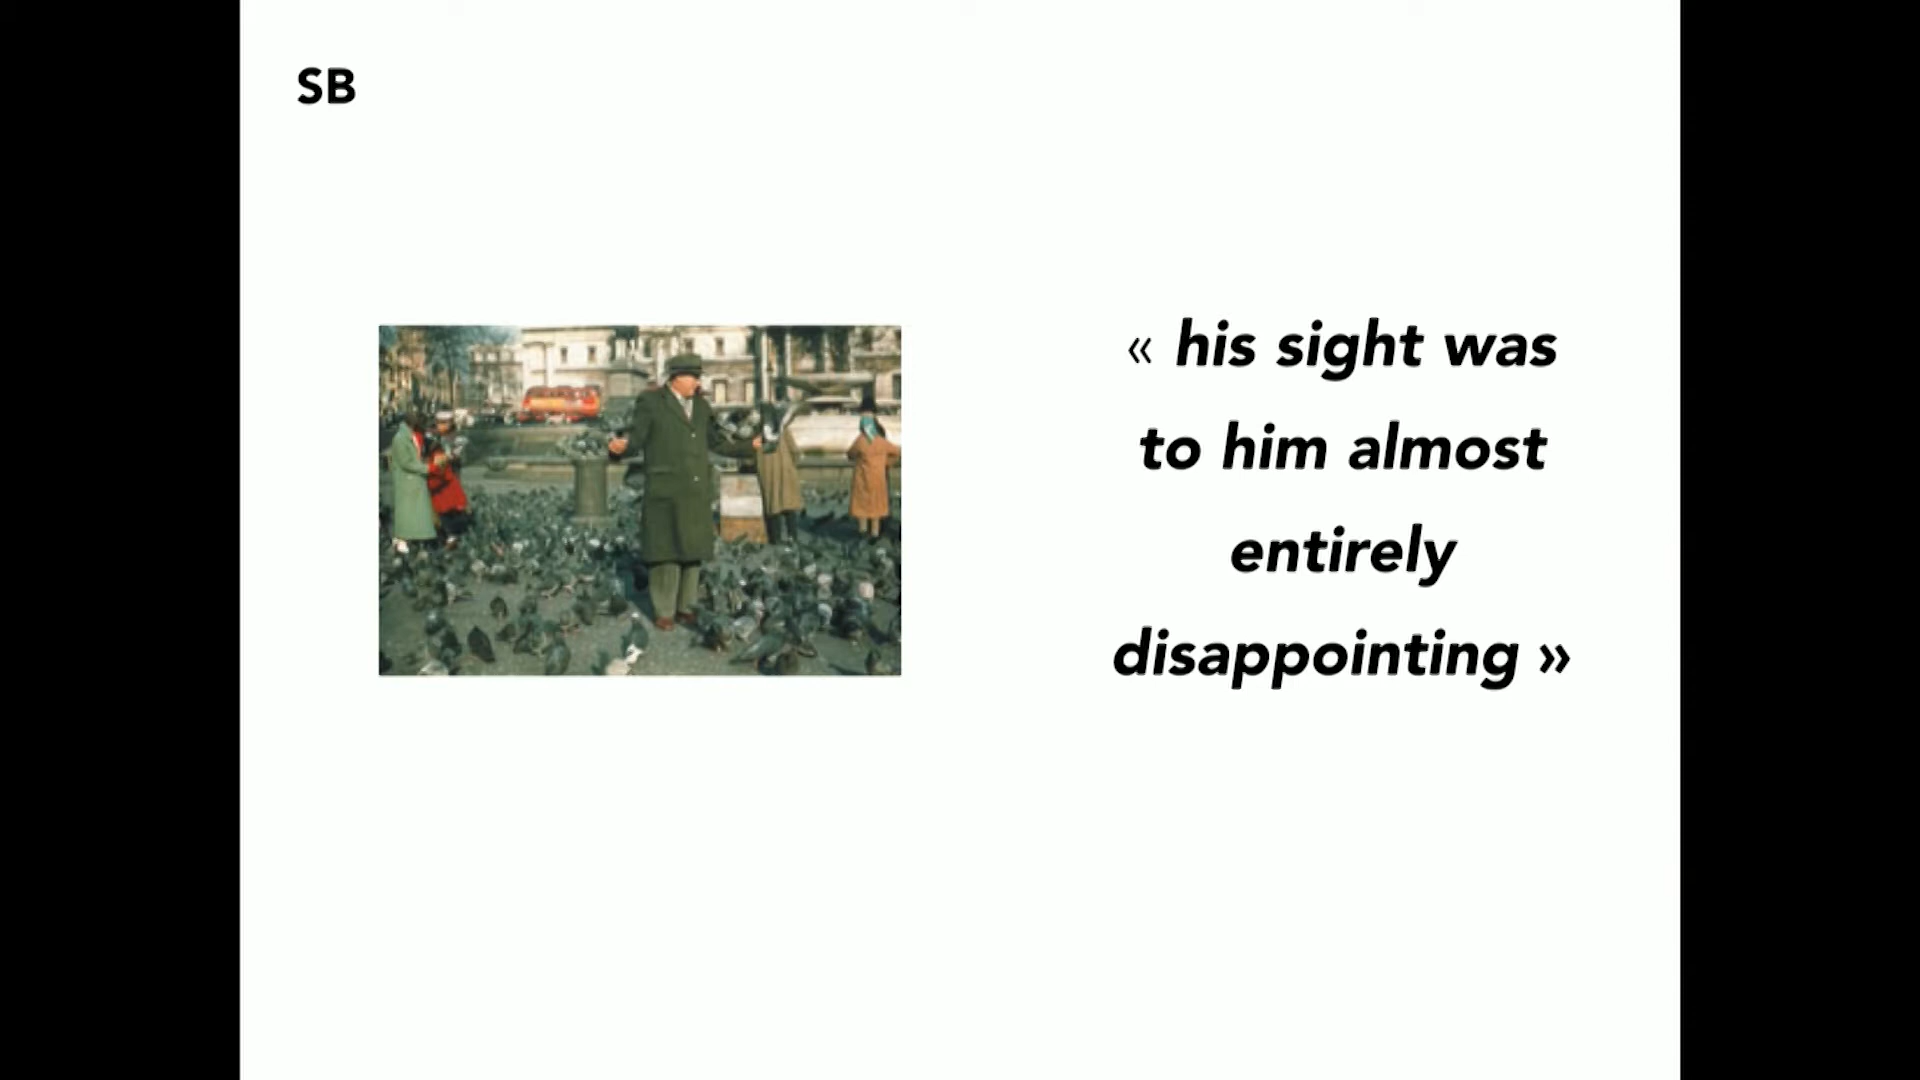 SB
« his sight was
to him almost
entirely
disappointing »